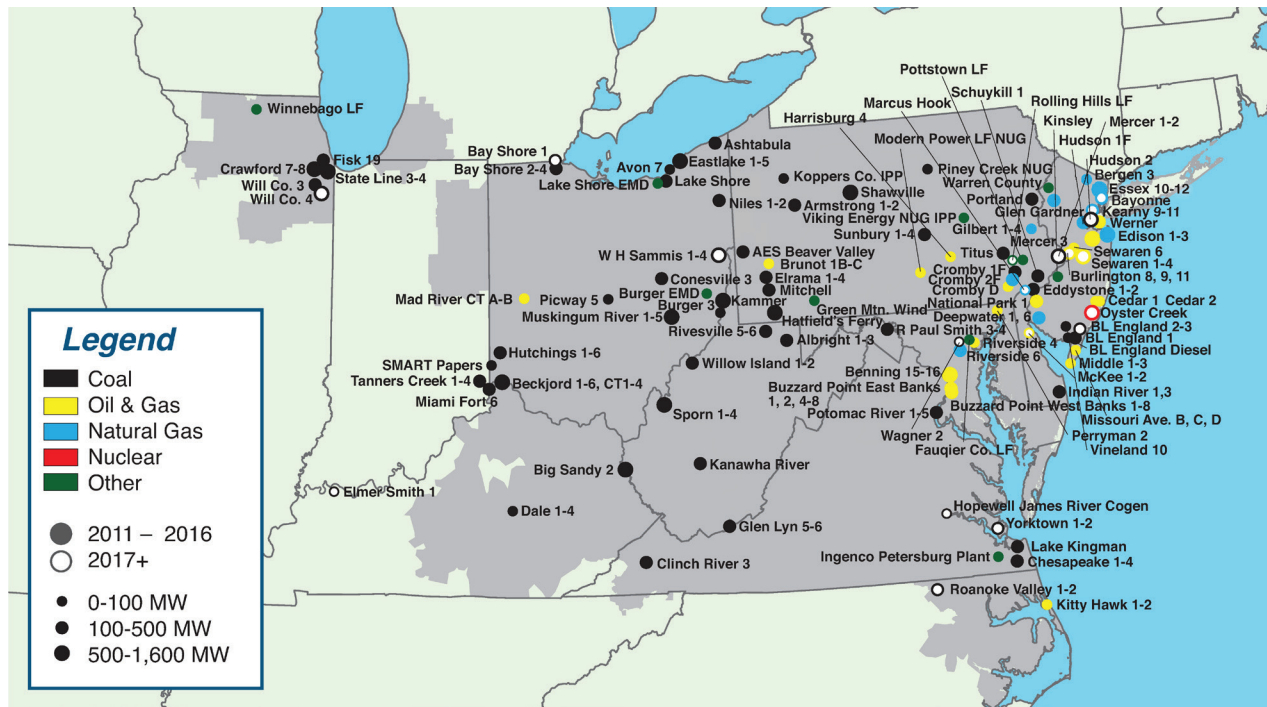 Pottstown LF
Schuykill 1
Marcus Hook
Rolling Hills LF
Harrisburg 4
Kinsley
Modern Power LF NUG
Mercer 1-2
Hudson 1F
Winnebago LF
Hudson 2
Bergen 3
Ashtabula
Bay Shore 1
Fisk 19
Avon 7
Eastlake 1-5
Piney Creek NUG
Essex 10-12
Crawford 7-8
Bay Shore 2-4
Koppers Co. IPP
Warren County
Bayonne
State Line 3-4
Lake Shore EMD
Lake Shore
Shawville
Portland
Will Co. 3
Glen Gardner
Kearny 9-11
Will Co. 4
Niles 1-2
Armstrong 1-2
Viking Energy NUG IPP
Werner
Gilbert 1-4
Sunbury 1-4
Edison 1-3
Mercer 3
W H Sammis 1-4
AES Beaver Valley
Titus
Sewaren 6
Brunot 1B-C
Sewaren 1-4
Cromby 1F
Conesville 3
Elrama 1-4
Cromby 2F
Burlington 8, 9, 11
Mitchell
Cromby D
Eddystone 1-2
Burger EMD
Mad River CT A-B
Picway 5
Kammer
National Park 1
Cedar 1
Cedar 2
Burger 3
Green Mtn. Wind
Muskingum River 1-5
Deepwater 1, 6
Oyster Creek
Hatfield's Ferry
Rivesville 5-6
R Paul Smith 3-4
BL England 2-3
Albright 1-3
Riverside 4
BL England 1
BL England Diesel
Hutchings 1-6
Riverside 6
SMART Papers
Willow Island 1-2
Middle 1-3
Benning 15-16
McKee 1-2
Tanners Creek 1-4
Beckjord 1-6, CT1-4
Buzzard Point East Banks
1, 2, 4-8
Miami Fort 6
Indian River 1,3
Buzzard Point West Banks 1-8
Sporn 1-4
Potomac River 1-5
Missouri Ave. B, C, D
Wagner 2
Perryman 2
Fauqier Co. LF
Vineland 10
Big Sandy 2
Kanawha River
Elmer Smith 1
Dale 1-4
Hopewell James River Cogen
Glen Lyn 5-6
Yorktown 1-2
Lake Kingman
Ingenco Petersburg Plant
Clinch River 3
Chesapeake 1-4
Roanoke Valley 1-2
Kitty Hawk 1-2
Legend
Coal
Oil & Gas
Natural Gas
Nuclear
Other
2011 – 2016
2017+
0-100 MW
100-500 MW
500-1,600 MW